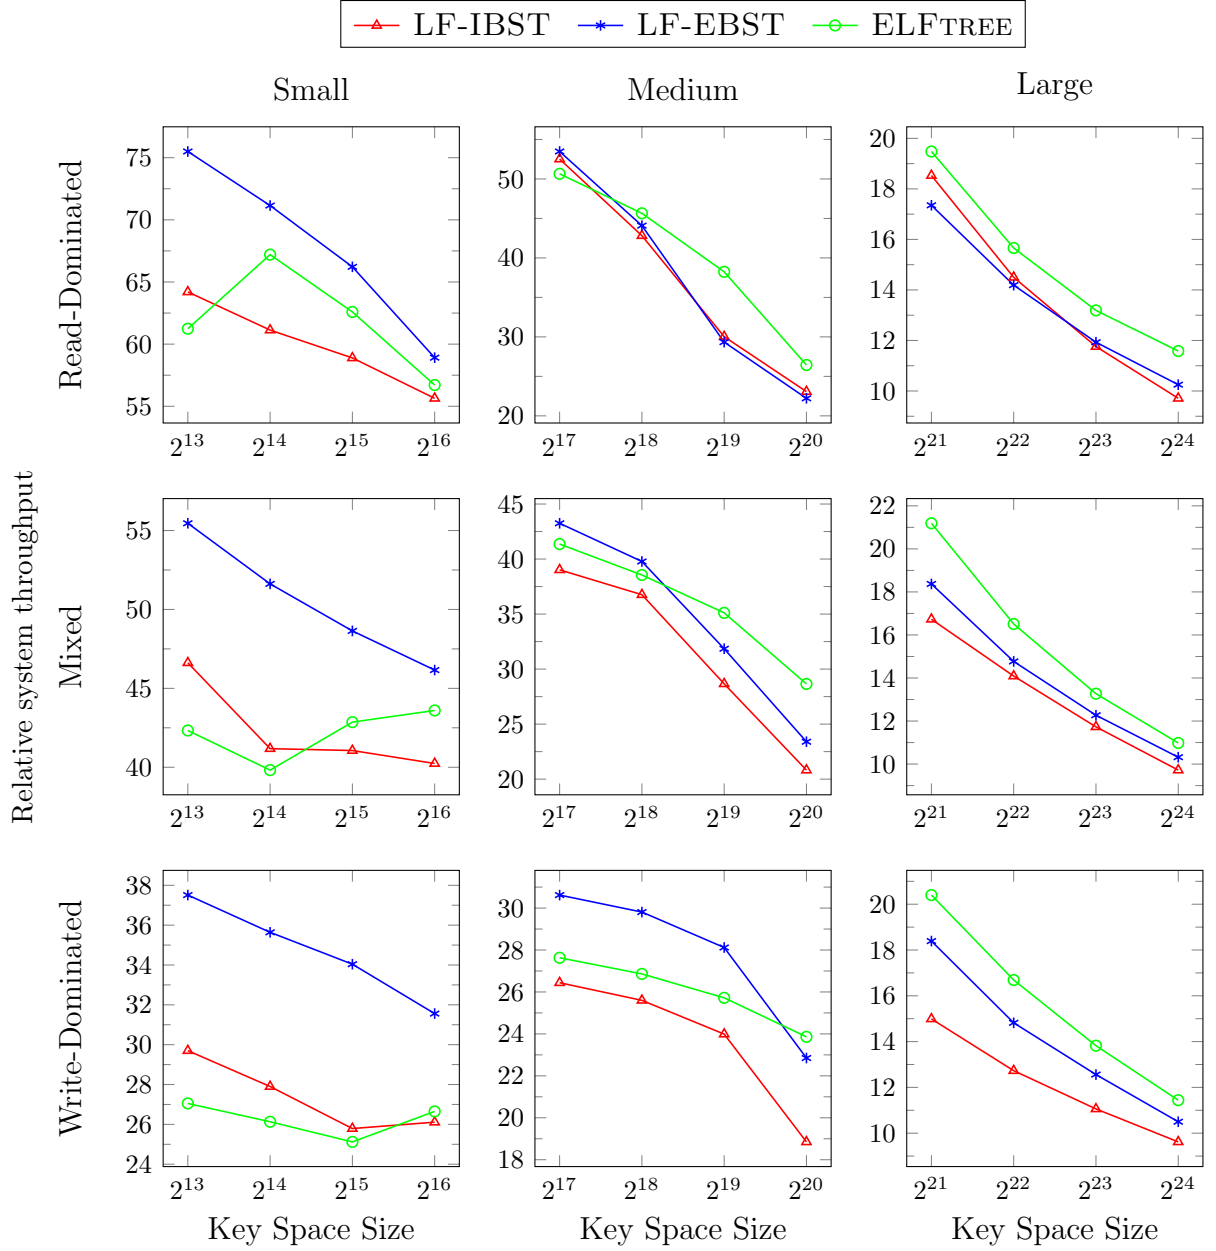 LF-IBST LF-EBST ELFTREE
Small Medium Large
Read-Dominated
75
70
65
60
55
2^13 2^14 2^15 2^16
50
40
30
20
2^17 2^18 2^19 2^20
20
18
16
14
12
10
2^21 2^22 2^23 2^24
Relative system throughput
Mixed
55
50
45
40
2^13 2^14 2^15 2^16
45
40
35
30
25
20
2^17 2^18 2^19 2^20
22
20
18
16
14
12
10
2^21 2^22 2^23 2^24
Write-Dominated
38
36
34
32
30
28
26
24
2^13 2^14 2^15 2^16
Key Space Size
30
28
26
24
22
20
18
2^17 2^18 2^19 2^20
Key Space Size
20
18
16
14
12
10
2^21 2^22 2^23 2^24
Key Space Size